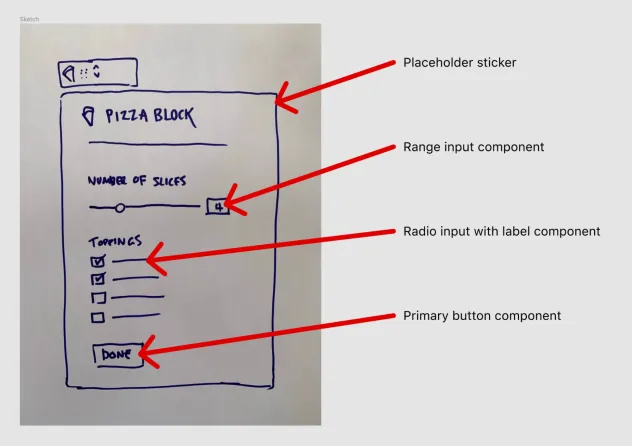 Sketch
Placeholder sticker
PIZZA BLOCK
Range input component
NUMBER OF SLICES
4
Radio input with label component
TOPPINGS
Primary button component
DONE